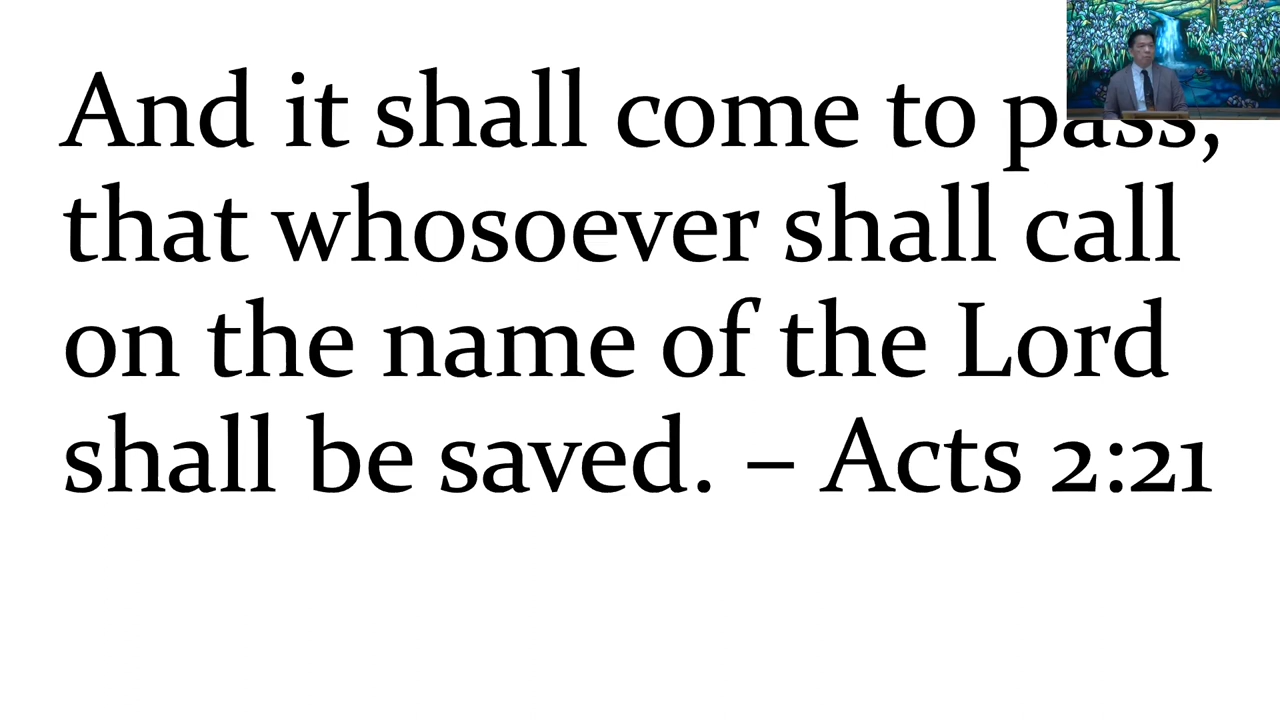 And it shall come to pass,
that whosoever shall call
on the name of the Lord
shall be saved. – Acts 2:21